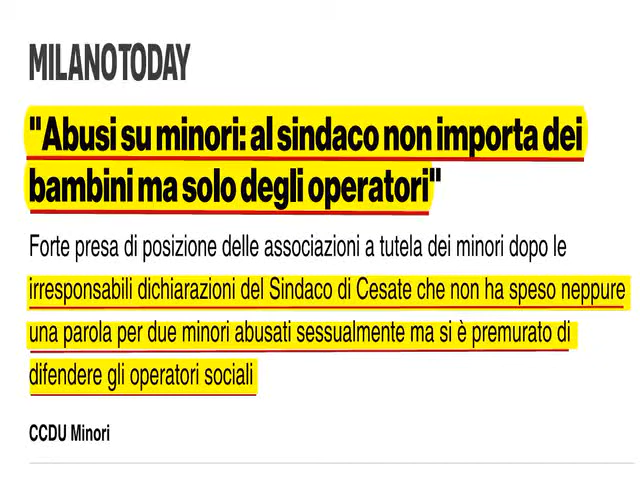 MILANOTODAY
"Abusi su minori: al sindaco non importa dei
bambini ma solo degli operatori"
Forte presa di posizione delle associazioni a tutela dei minori dopo le
irresponsabili dichiarazioni del Sindaco di Cesate che non ha speso neppure
una parola per due minori abusati sessualmente ma si è premurato di
difendere gli operatori sociali
CCDU Minori